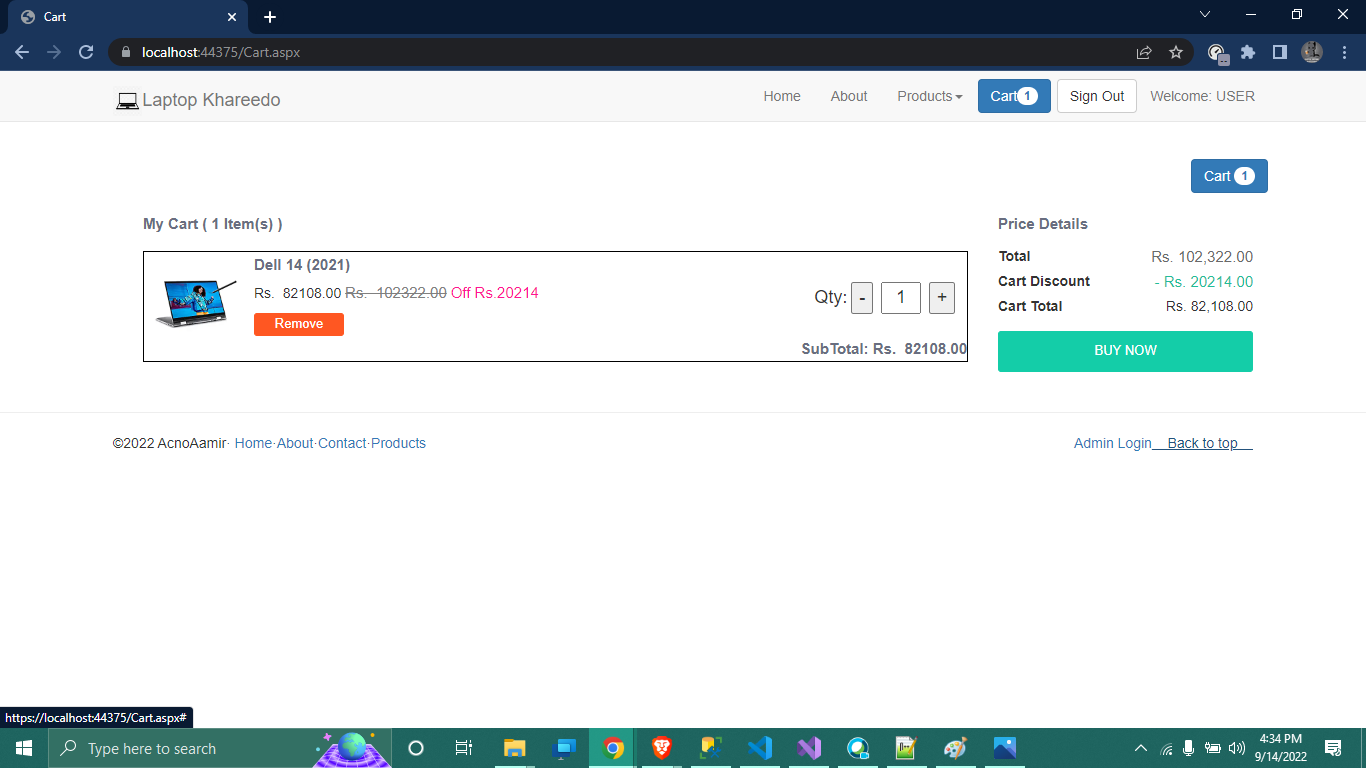 Cart
localhost:44375/Cart.aspx
Laptop Khareedo
Home About Products Cart 1 Sign Out Welcome: USER
Cart 1
My Cart ( 1 Item(s) )
Dell 14 (2021)
Rs. 82108.00 Rs. 102322.00 Off Rs.20214
Remove
Qty: - 1 +
SubTotal: Rs. 82108.00
Price Details
Total Rs. 102,322.00
Cart Discount - Rs. 20214.00
Cart Total Rs. 82,108.00
BUY NOW
©2022 AcnoAamir· Home·About·Contact·Products
Admin Login Back to top
https://localhost:44375/Cart.aspx#
Type here to search
4:34 PM
9/14/2022